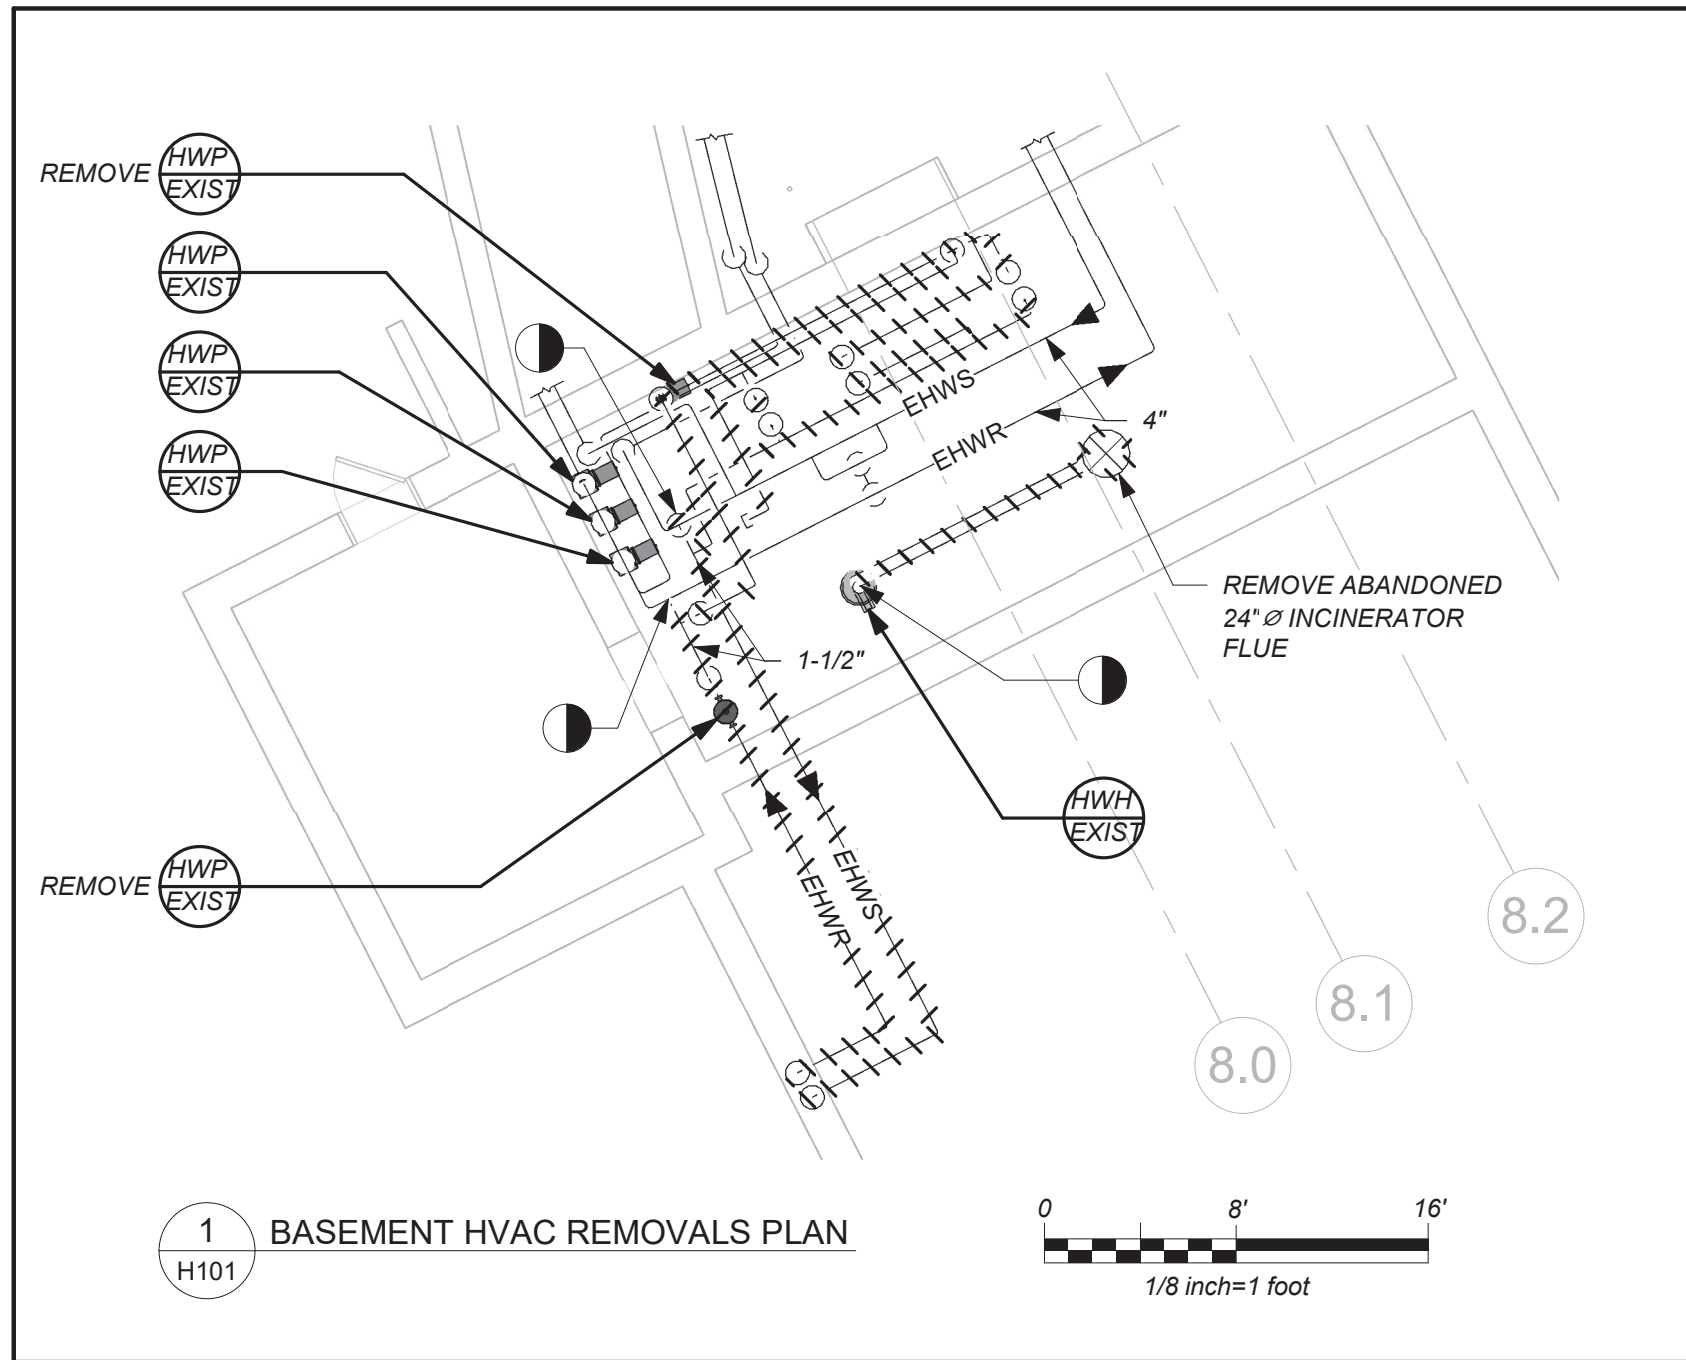 REMOVE
HWP
EXIST
HWP
EXIST
HWP
EXIST
HWP
EXIST
EHWS
EHWR
4"
REMOVE ABANDONED
24" Ø INCINERATOR
FLUE
1-1/2"
HWH
EXIST
REMOVE
HWP
EXIST
EHWS
EHWR
8.2
8.1
8.0
1
H101
BASEMENT HVAC REMOVALS PLAN
0 8' 16'
1/8 inch=1 foot